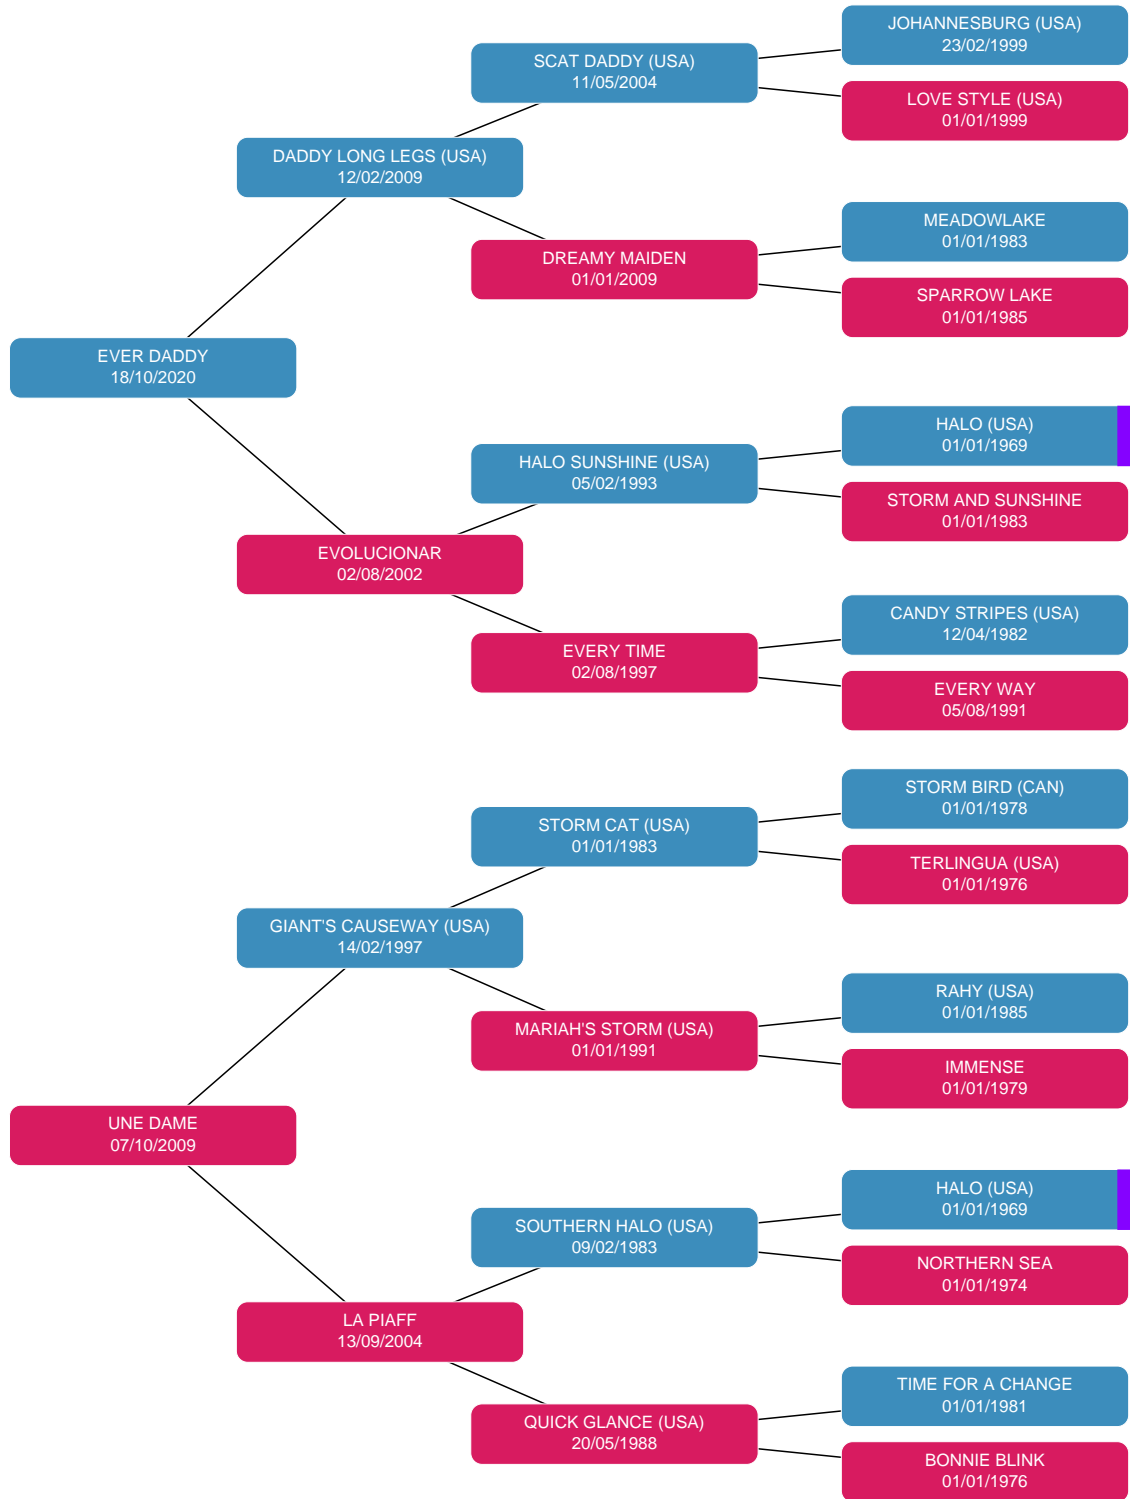 JOHANNESBURG (USA)
23/02/1999
SCAT DADDY (USA)
11/05/2004
LOVE STYLE (USA)
01/01/1999
DADDY LONG LEGS (USA)
12/02/2009
MEADOWLAKE
01/01/1983
DREAMY MAIDEN
01/01/2009
SPARROW LAKE
01/01/1985
EVER DADDY
18/10/2020
HALO (USA)
01/01/1969
HALO SUNSHINE (USA)
05/02/1993
STORM AND SUNSHINE
01/01/1983
EVOLUCIONAR
02/08/2002
CANDY STRIPES (USA)
12/04/1982
EVERY TIME
02/08/1997
EVERY WAY
05/08/1991
STORM BIRD (CAN)
01/01/1978
STORM CAT (USA)
01/01/1983
TERLINGUA (USA)
01/01/1976
GIANT'S CAUSEWAY (USA)
14/02/1997
RAHY (USA)
01/01/1985
MARIAH'S STORM (USA)
01/01/1991
IMMENSE
01/01/1979
UNE DAME
07/10/2009
HALO (USA)
01/01/1969
SOUTHERN HALO (USA)
09/02/1983
NORTHERN SEA
01/01/1974
LA PIAFF
13/09/2004
TIME FOR A CHANGE
01/01/1981
QUICK GLANCE (USA)
20/05/1988
BONNIE BLINK
01/01/1976